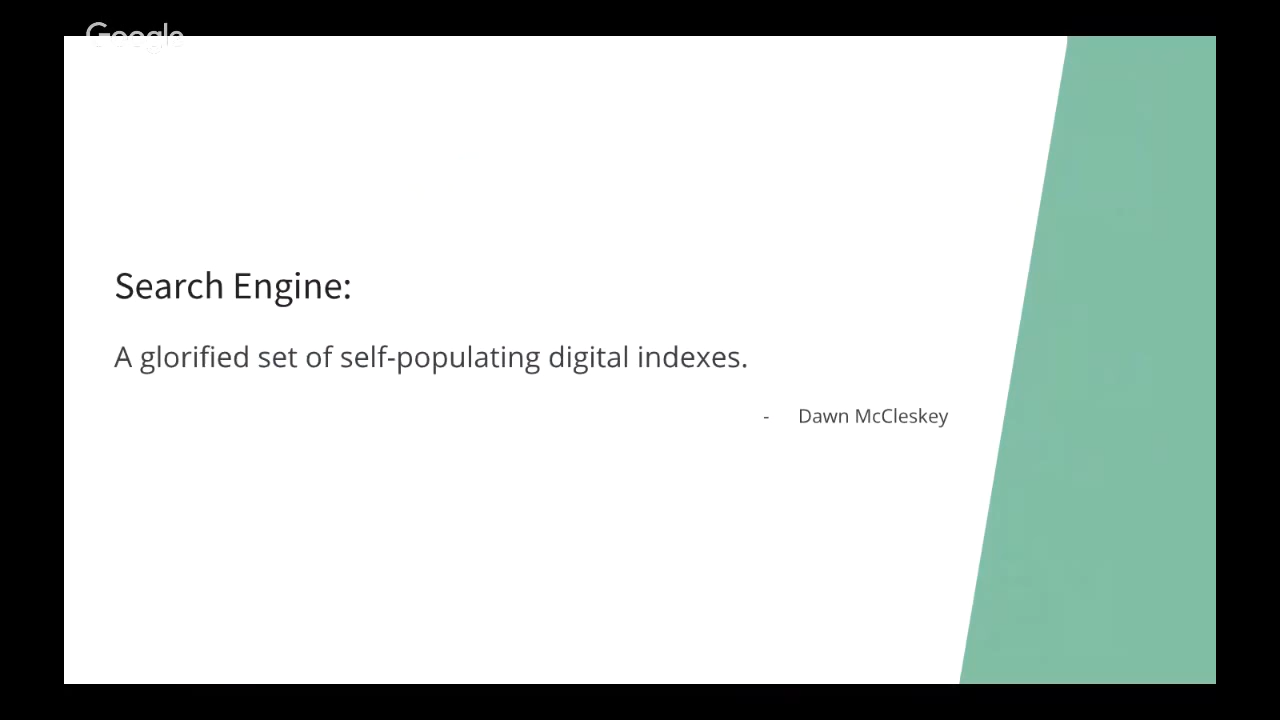 Google
Search Engine:
A glorified set of self-populating digital indexes.
- Dawn McCleskey